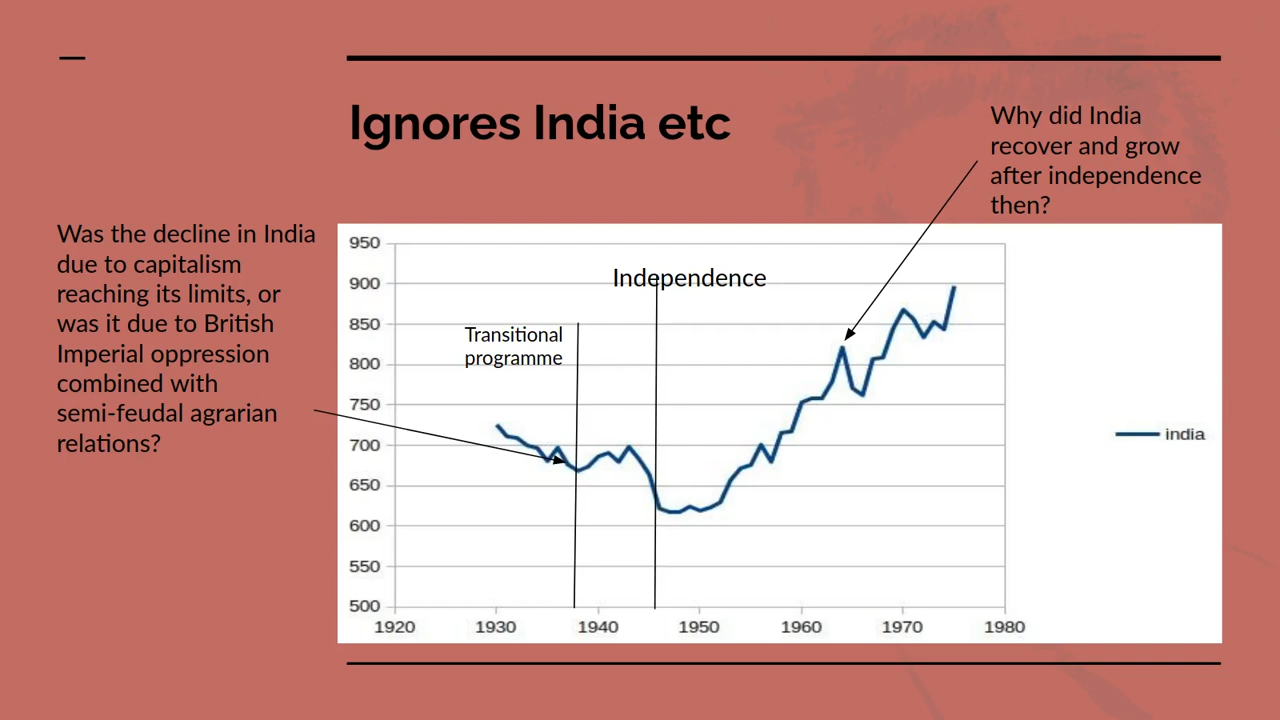 Ignores India etc
Why did India
recover and grow
after independence
then?
Was the decline in India
due to capitalism
reaching its limits, or
was it due to British
Imperial oppression
combined with
semi-feudal agrarian
relations?
950
900
850
800
750
700
650
600
550
500
Independence
Transitional
programme
india
1920 1930 1940 1950 1960 1970 1980